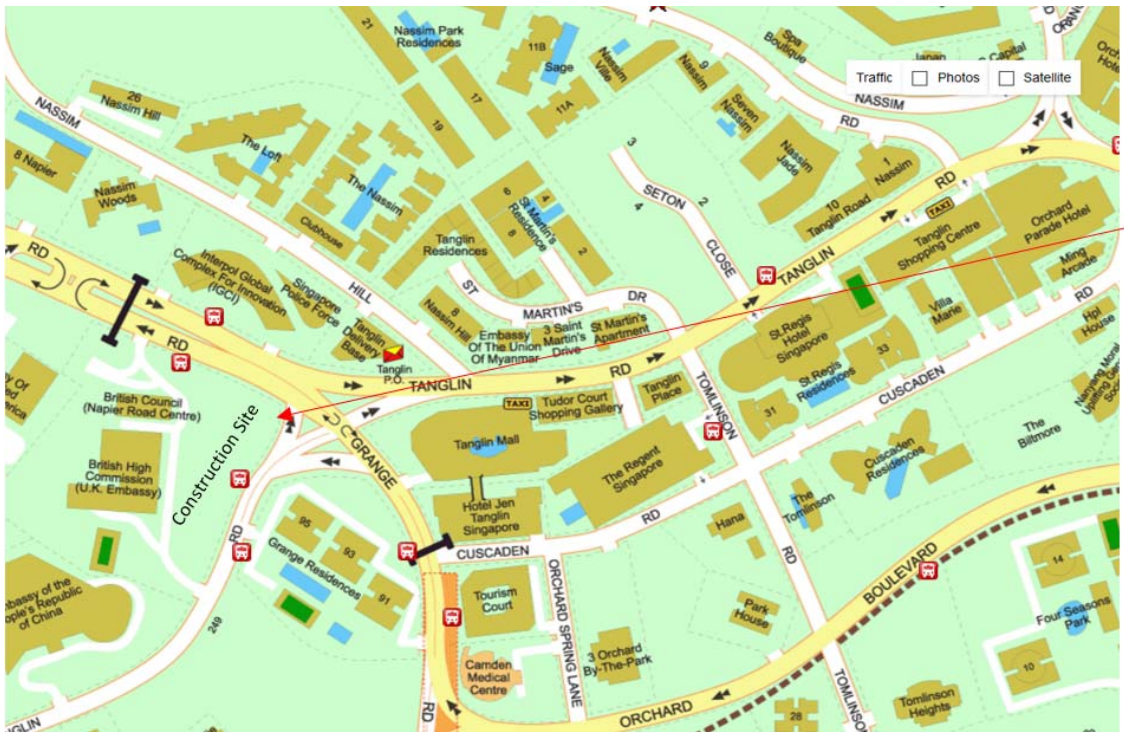 21
Nassim Park
Residences
11B
Sage
Nassim
Ville
9
Nassim
Spa
Boutique
Capital
Traffic
Photos
Satellite
NASSIM
RD
Seven
Nassim
Nassim
Jade
1
Nassim
26
Nassim Hill
NASSIM
17
11A
19
The Loft
8 Napier
Nassim
Woods
The Nassim
Clubhouse
6
4
St Martin's
Residence
8
2
3
SETON
2
4
CLOSE
10
Tanglin Road
TANGLIN
RD
TAXI
Tanglin
Shopping Centre
Orchard
Parade Hotel
Ming
Arcade
RD
Hpl
House
RD
Interpol Global
Complex For Innovation
(IGCI)
Singapore
Police Force
Tanglin
Delivery
Base
Tanglin
P.O.
HILL
Tanglin
Residences
ST
MARTIN'S
DR
8
Nassim Hill
Embassy
Of The Union
Of Myanmar
3 Saint
Martin's
Drive
St Martin's
Apartment
St Regis
Hotel
Singapore
Villa
Marie
33
St Regis
Residences
31
CUSCADEN
RD
British Council
(Napier Road Centre)
TANGLIN
RD
TAXI
Tudor Court
Shopping Gallery
Tanglin
Place
TOMLINSON
Construction Site
GRANGE
Tanglin Mall
The Regent
Singapore
British High
Commission
(U.K. Embassy)
The
Biltmore
Cuscaden
Residences
The
Tomlinson
Hotel Jen
Tanglin
Singapore
CUSCADEN
RD
Hana
RD
RD
95
93
91
Grange Residences
249
Embassy of the
People's Republic
of China
Tourism
Court
ORCHARD SPRING LANE
Park
House
BOULEVARD
14
Four Seasons
Park
10
3 Orchard
By-The-Park
Camden
Medical
Centre
RD
ORCHARD
TOMLINSON
Tomlinson
Heights
28